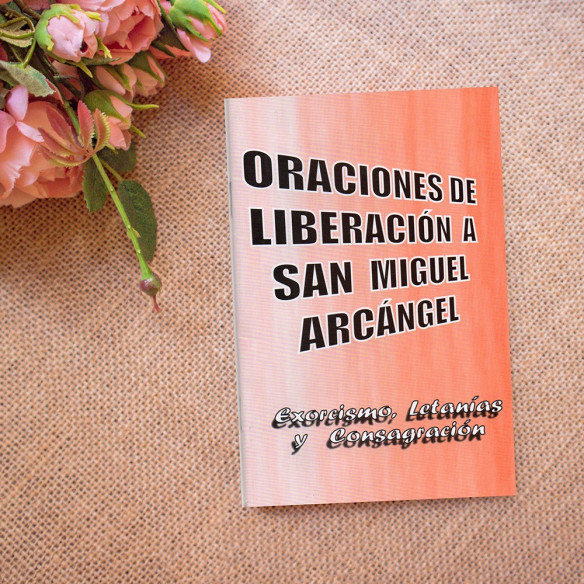 ORACIONES DE
LIBERACIÓN A
SAN MIGUEL
ARCÁNGEL
Exorcismo, Letanías
y Consagración